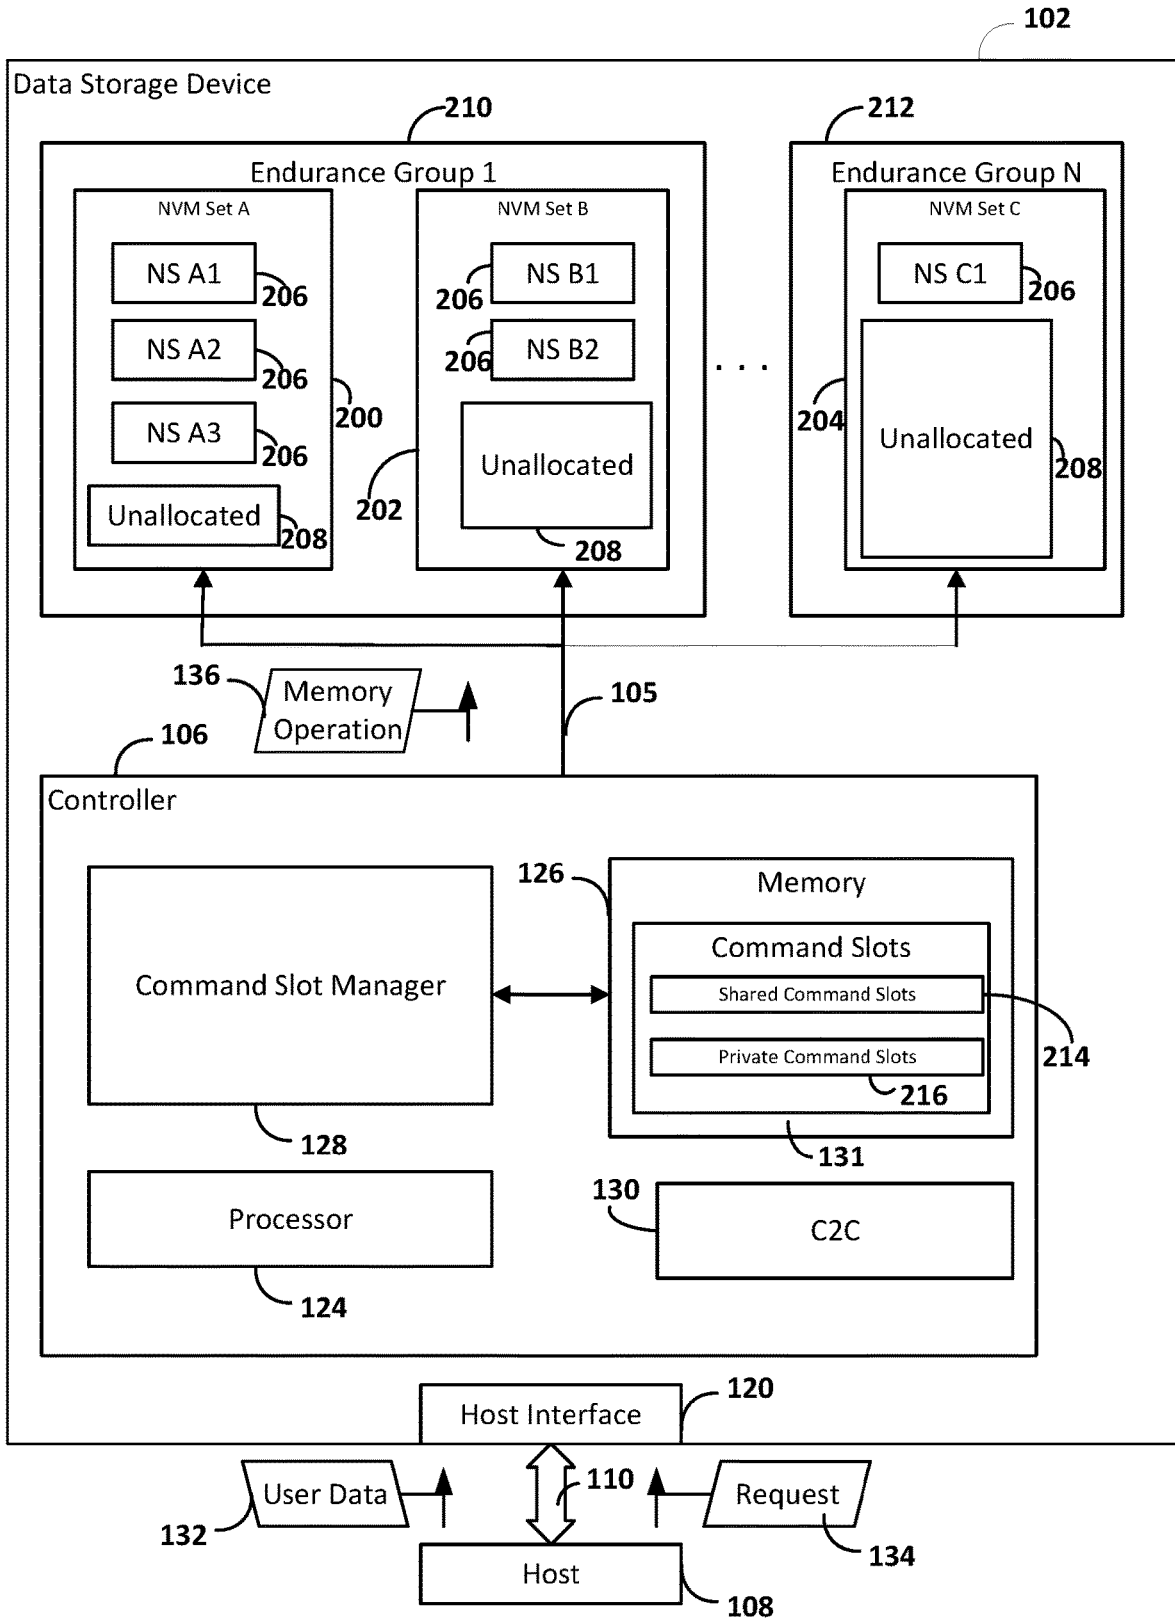 102
Data Storage Device
210
212
Endurance Group 1
Endurance Group N
NVM Set A
NVM Set B
NVM Set C
NS A1
206
NS B1
206
NS C1
206
NS A2
206
NS B2
206
. . .
200
204
NS A3
206
Unallocated
208
202
Unallocated
208
Unallocated
208
136
Memory
Operation
105
106
Controller
126
Memory
Command Slots
Command Slot Manager
Shared Command Slots
214
Private Command Slots
216
128
131
130
Processor
C2C
124
120
Host Interface
User Data
110
Request
132
134
Host
108